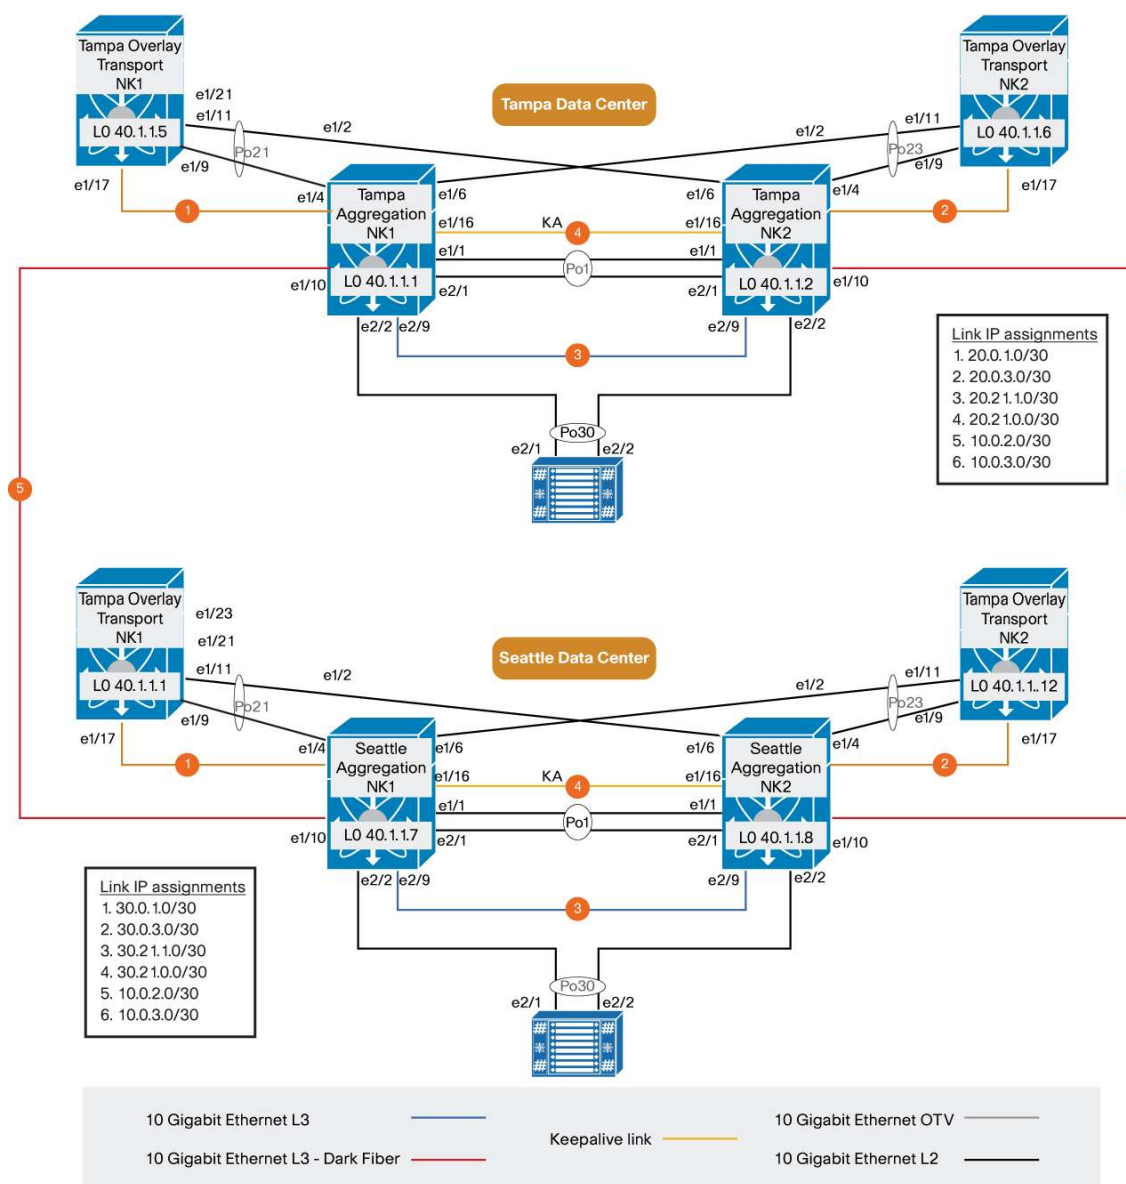 Tampa Overlay
Transport
NK1
L0 40.1.1.5
e1/21
e1/11
Po21
e1/9
e1/17
e1/2
Tampa Data Center
Tampa Overlay
Transport
NK2
L0 40.1.1.6
e1/2
e1/11
Po23
e1/9
e1/17
e1/4
1
e1/4
e1/6
Tampa
Aggregation
NK1
L0 40.1.1.1
e1/16
KA
4
e1/16
e1/1
Po1
e1/1
e2/1
e2/1
e1/10
e2/2
e2/9
e1/6
Tampa
Aggregation
NK2
L0 40.1.1.2
2
e1/10
e2/9
e2/2
3
Po30
e2/1
e2/2
5
Link IP assignments
1. 20.0.1.0/30
2. 20.0.3.0/30
3. 20.21.1.0/30
4. 20.21.0.0/30
5. 10.0.2.0/30
6. 10.0.3.0/30
Tampa Overlay
Transport
NK1
L0 40.1.1.1
e1/23
e1/21
e1/11
Po21
e1/9
e1/17
e1/2
Seattle Data Center
Tampa Overlay
Transport
NK2
L0 40.1.1..12
e1/2
e1/11
Po23
e1/9
e1/17
e1/4
1
e1/4
e1/6
Seattle
Aggregation
NK1
L0 40.1.1.7
e1/16
KA
4
e1/16
e1/1
Po1
e1/1
e2/1
e2/1
e1/10
e2/2
e2/9
e1/6
Seattle
Aggregation
NK2
L0 40.1.1.8
2
e1/10
e2/9
e2/2
3
Po30
e2/1
e2/2
Link IP assignments
1. 30.0.1.0/30
2. 30.0.3.0/30
3. 30.21.1.0/30
4. 30.21.0.0/30
5. 10.0.2.0/30
6. 10.0.3.0/30
10 Gigabit Ethernet L3
10 Gigabit Ethernet L3 - Dark Fiber
Keepalive link
10 Gigabit Ethernet OTV
10 Gigabit Ethernet L2